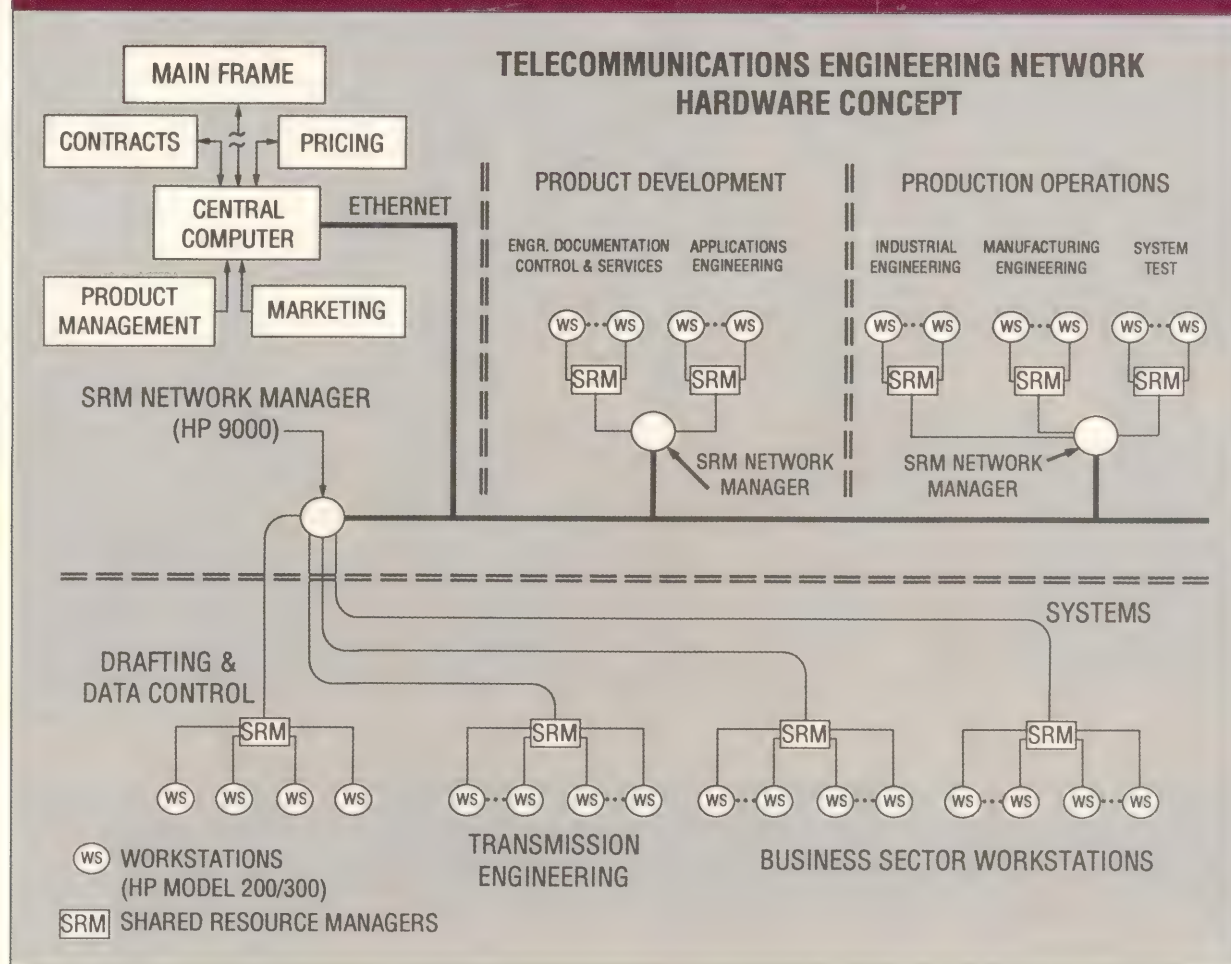 TELECOMMUNICATIONS ENGINEERING NETWORK
HARDWARE CONCEPT
MAIN FRAME
CONTRACTS
PRICING
CENTRAL
COMPUTER
ETHERNET
PRODUCT
MANAGEMENT
MARKETING
PRODUCT DEVELOPMENT
ENGR. DOCUMENTATION
CONTROL & SERVICES
APPLICATIONS
ENGINEERING
WS WS WS WS
SRM SRM
SRM NETWORK
MANAGER
PRODUCTION OPERATIONS
INDUSTRIAL
ENGINEERING
MANUFACTURING
ENGINEERING
SYSTEM
TEST
WS WS WS WS WS WS
SRM SRM SRM
SRM NETWORK
MANAGER
SRM NETWORK MANAGER
(HP 9000)
SYSTEMS
DRAFTING &
DATA CONTROL
SRM SRM SRM SRM
WS WS WS WS WS WS WS WS WS WS WS WS WS WS WS WS
TRANSMISSION
ENGINEERING
BUSINESS SECTOR WORKSTATIONS
WS WORKSTATIONS
(HP MODEL 200/300)
SRM SHARED RESOURCE MANAGERS